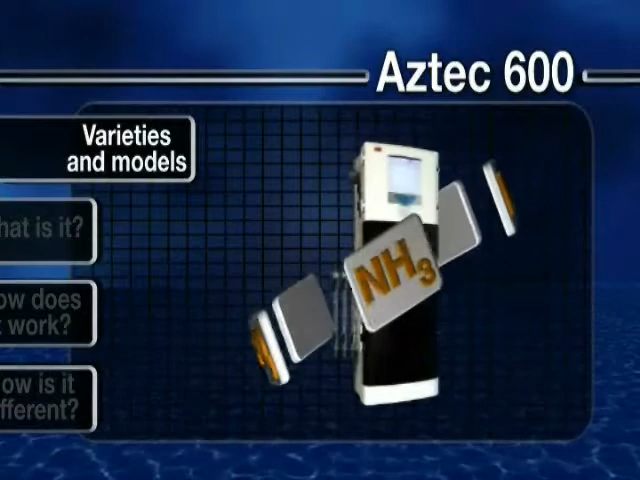 Aztec 600
Varieties
and models
hat is it?
ow does
t work?
ow is it
fferent?
NH3